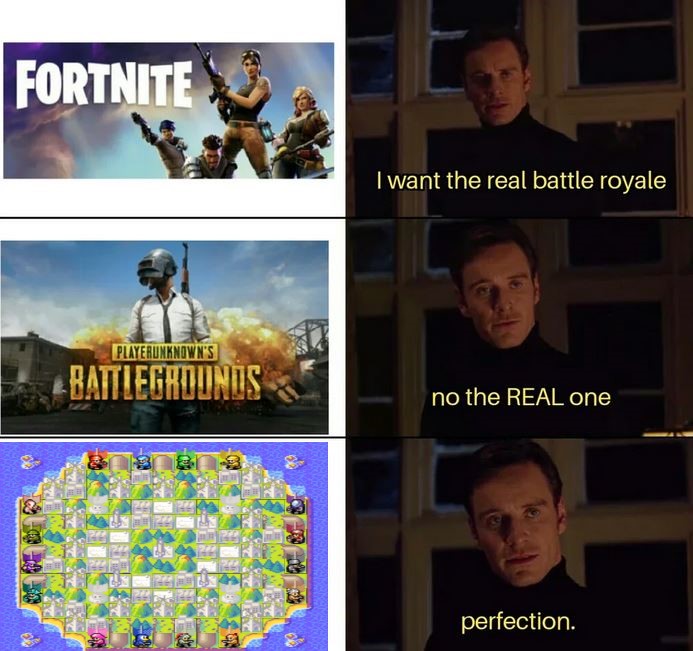 FORTNITE
I want the real battle royale
PLAYERUNKNOWN'S
BATTLEGROUNDS
no the REAL one
perfection.